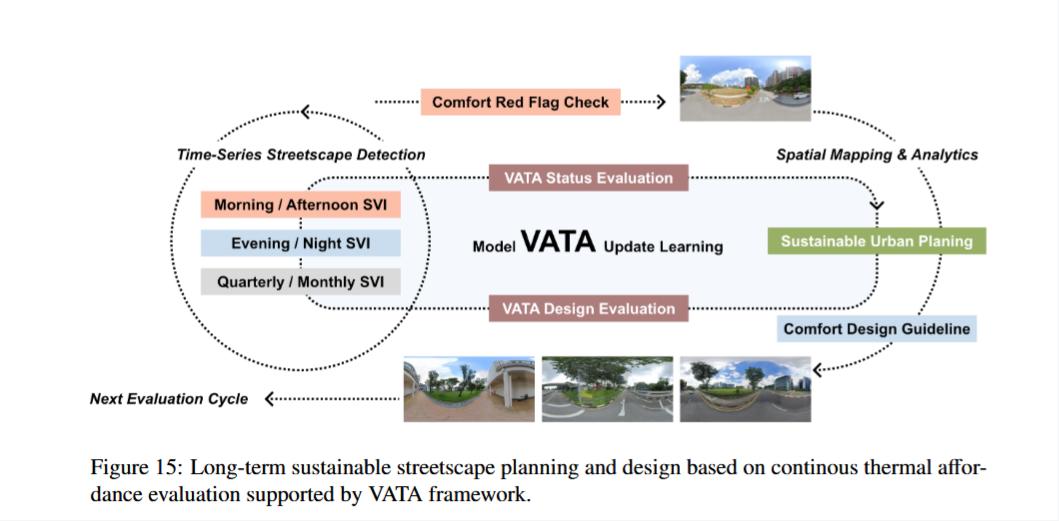 Comfort Red Flag Check
Time-Series Streetscape Detection
Spatial Mapping & Analytics
VATA Status Evaluation
Morning / Afternoon SVI
Evening / Night SVI
Quarterly / Monthly SVI
Model VATA Update Learning
Sustainable Urban Planing
VATA Design Evaluation
Comfort Design Guideline
Next Evaluation Cycle
Figure 15: Long-term sustainable streetscape planning and design based on continous thermal affor-
dance evaluation supported by VATA framework.